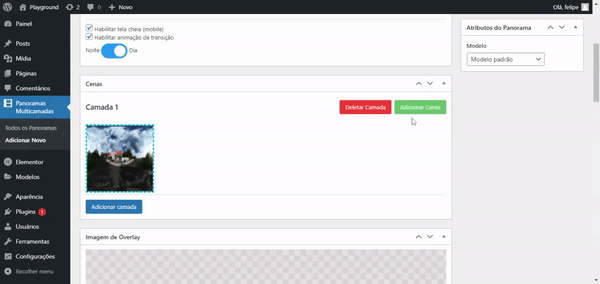 Playground 2 0 Novo Olá, felipe
Painel
Posts
Mídia
Páginas
Comentários
Panoramas
Multicamadas
Todos os Panoramas
Adicionar Novo
Elementor
Modelos
Aparência
Plugins 1
Usuários
Ferramentas
Configurações
Recolher menu
Habilitar tela cheia (mobile)
Habilitar animação de transição
Noite Dia
Cenas
Camada 1
Deletar Camada Adicionar Cenas
Adicionar camada
Imagem de Overlay
Atributos do Panorama
Modelo
Modelo padrão